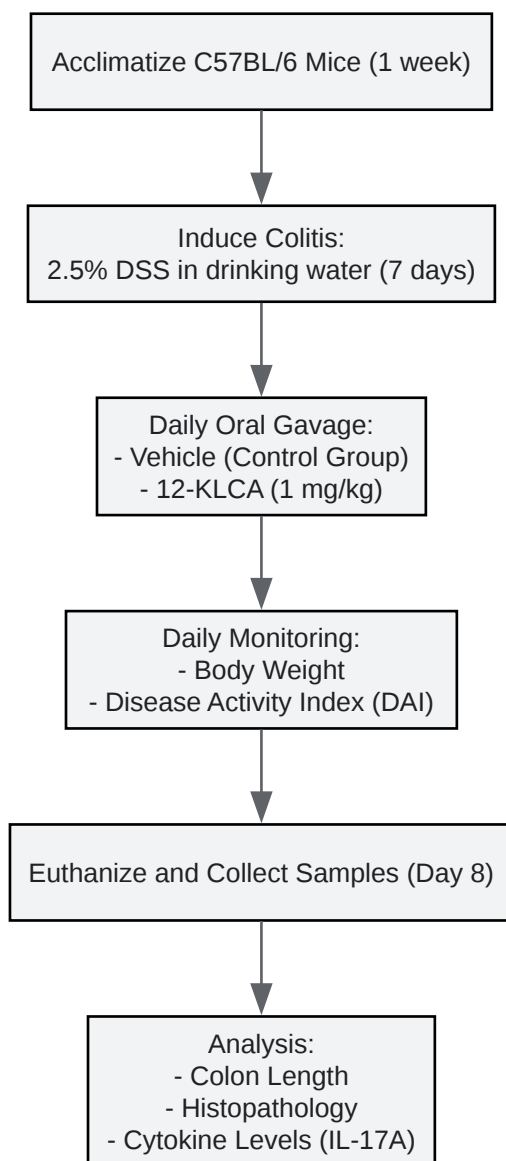 Acclimatize C57BL/6 Mice (1 week)
Induce Colitis:
2.5% DSS in drinking water (7 days)
Daily Oral Gavage:
- Vehicle (Control Group)
- 12-KLCA (1 mg/kg)
Daily Monitoring:
- Body Weight
- Disease Activity Index (DAI)
Euthanize and Collect Samples (Day 8)
Analysis:
- Colon Length
- Histopathology
- Cytokine Levels (IL-17A)